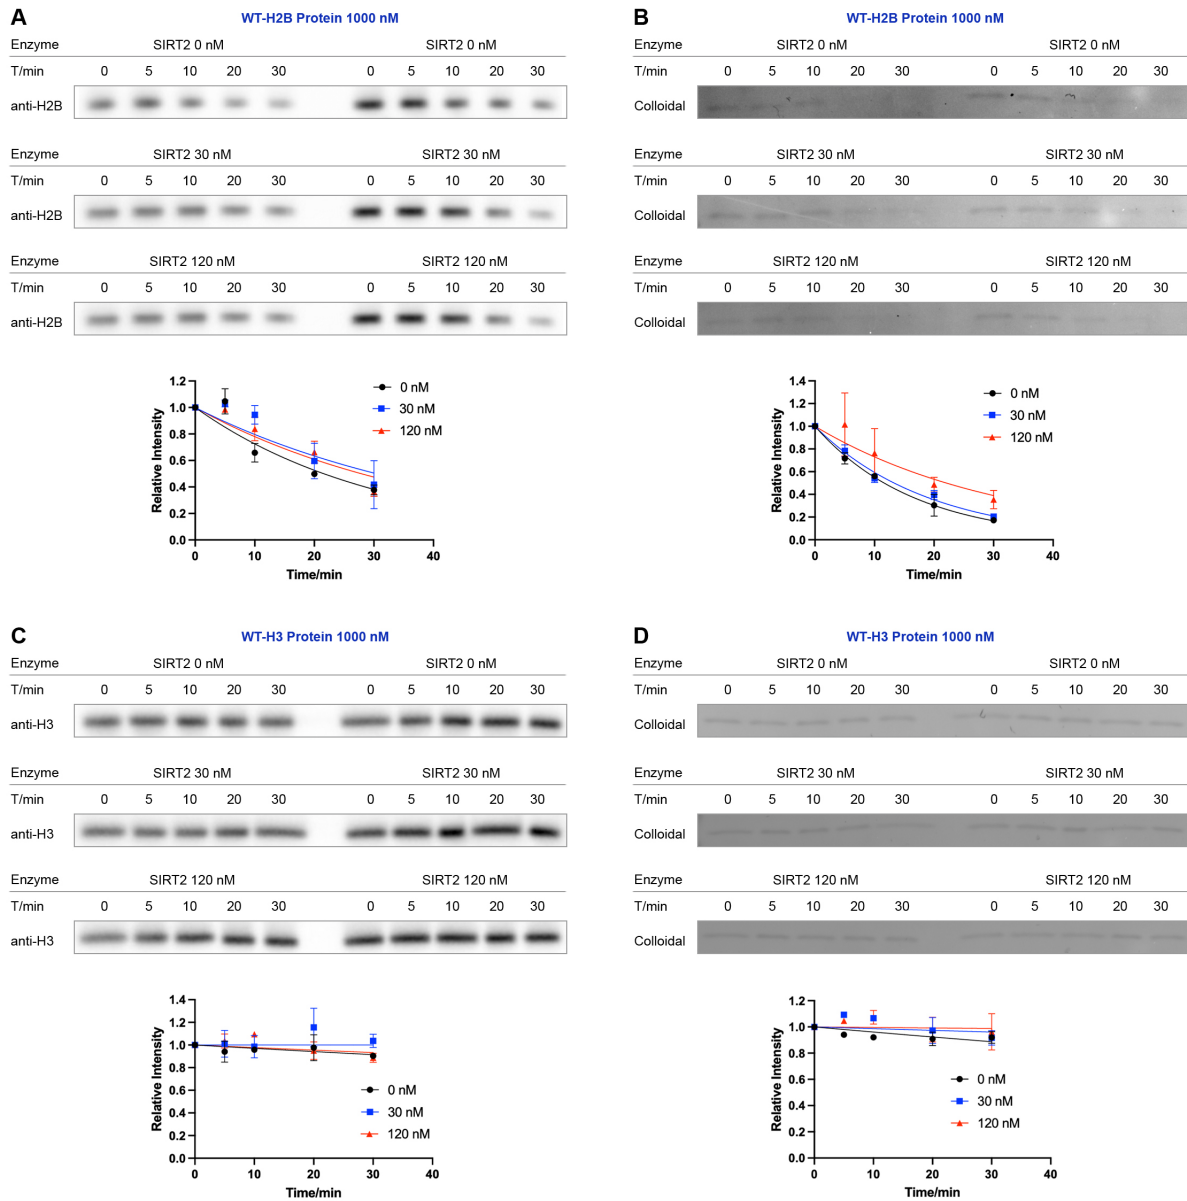 A
WT-H2B Protein 1000 nM
Enzyme SIRT2 0 nM SIRT2 0 nM
T/min 0 5 10 20 30 0 5 10 20 30
anti-H2B
Enzyme SIRT2 30 nM SIRT2 30 nM
T/min 0 5 10 20 30 0 5 10 20 30
anti-H2B
Enzyme SIRT2 120 nM SIRT2 120 nM
T/min 0 5 10 20 30 0 5 10 20 30
anti-H2B
1.2
1.0
0.8
0.6
0.4
0.2
0.0
Relative Intensity
0 nM
30 nM
120 nM
0 10 20 30 40
Time/min
B
WT-H2B Protein 1000 nM
Enzyme SIRT2 0 nM SIRT2 0 nM
T/min 0 5 10 20 30 0 5 10 20 30
Colloidal
Enzyme SIRT2 30 nM SIRT2 30 nM
T/min 0 5 10 20 30 0 5 10 20 30
Colloidal
Enzyme SIRT2 120 nM SIRT2 120 nM
T/min 0 5 10 20 30 0 5 10 20 30
Colloidal
1.4
1.2
1.0
0.8
0.6
0.4
0.2
0.0
Relative Intensity
0 nM
30 nM
120 nM
0 10 20 30 40
Time/min
C
WT-H3 Protein 1000 nM
Enzyme SIRT2 0 nM SIRT2 0 nM
T/min 0 5 10 20 30 0 5 10 20 30
anti-H3
Enzyme SIRT2 30 nM SIRT2 30 nM
T/min 0 5 10 20 30 0 5 10 20 30
anti-H3
Enzyme SIRT2 120 nM SIRT2 120 nM
T/min 0 5 10 20 30 0 5 10 20 30
anti-H3
1.4
1.2
1.0
0.8
0.6
0.4
0.2
0.0
Relative Intensity
0 nM
30 nM
120 nM
0 10 20 30 40
Time/min
D
WT-H3 Protein 1000 nM
Enzyme SIRT2 0 nM SIRT2 0 nM
T/min 0 5 10 20 30 0 5 10 20 30
Colloidal
Enzyme SIRT2 30 nM SIRT2 30 nM
T/min 0 5 10 20 30 0 5 10 20 30
Colloidal
Enzyme SIRT2 120 nM SIRT2 120 nM
T/min 0 5 10 20 30 0 5 10 20 30
Colloidal
1.2
1.0
0.8
0.6
0.4
0.2
0.0
Relative Intensity
0 nM
30 nM
120 nM
0 10 20 30 40
Time/min